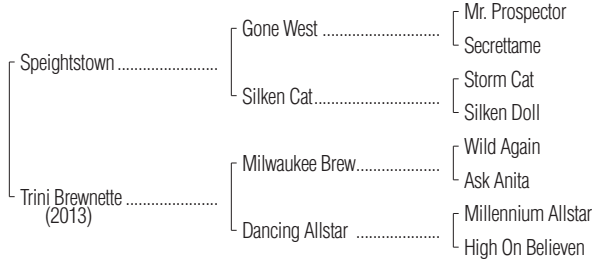 Mr. Prospector
Gone West ........................
Secrettame
Speightstown ........................
Storm Cat
Silken Cat..............................
Silken Doll
Wild Again
Milwaukee Brew....................
Ask Anita
Trini Brewnette ......................
(2013)
Millennium Allstar
Dancing Allstar ....................
High On Believen